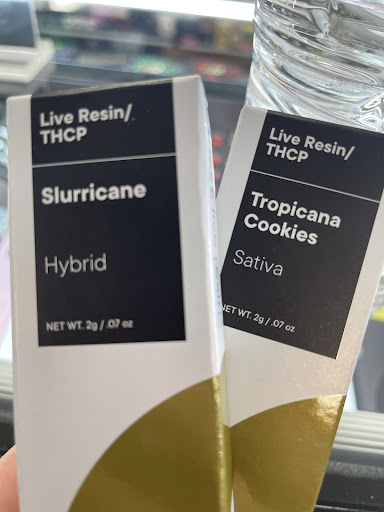 Live Resin/
THCP
Slurricane
Hybrid
NET WT. 2g / .07 oz
Live Resin/
THCP
Tropicana
Cookies
Sativa
NET WT. 2g / .07 oz